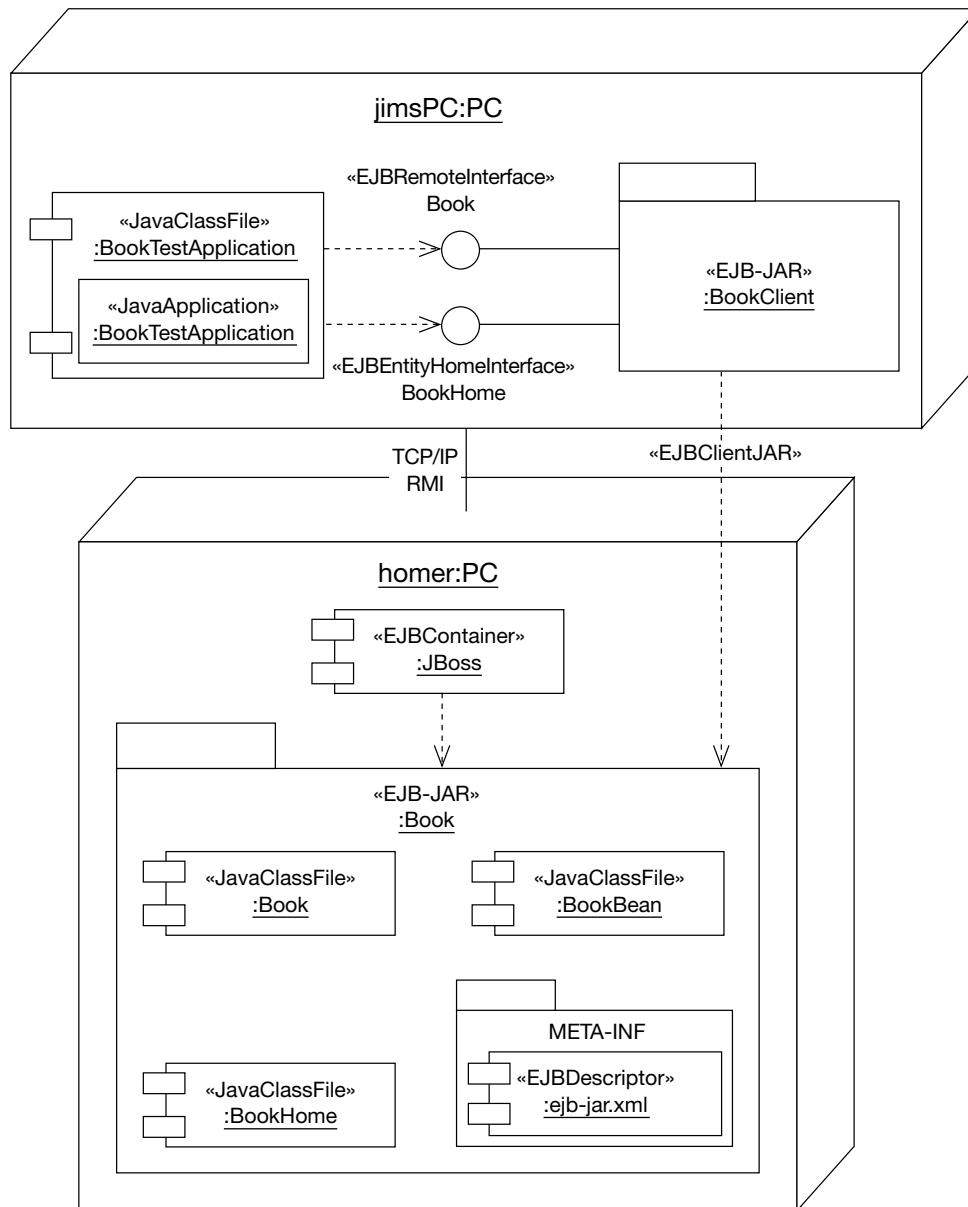 jimsPC:PC
«EJBRemoteInterface»
Book
«JavaClassFile»
:BookTestApplication
«JavaApplication»
:BookTestApplication
«EJB-JAR»
:BookClient
«EJBEntityHomeInterface»
BookHome
TCP/IP
RMI
«EJBClientJAR»
homer:PC
«EJBContainer»
:JBoss
«EJB-JAR»
:Book
«JavaClassFile»
:Book
«JavaClassFile»
:BookBean
META-INF
«JavaClassFile»
:BookHome
«EJBDescriptor»
:ejb-jar.xml